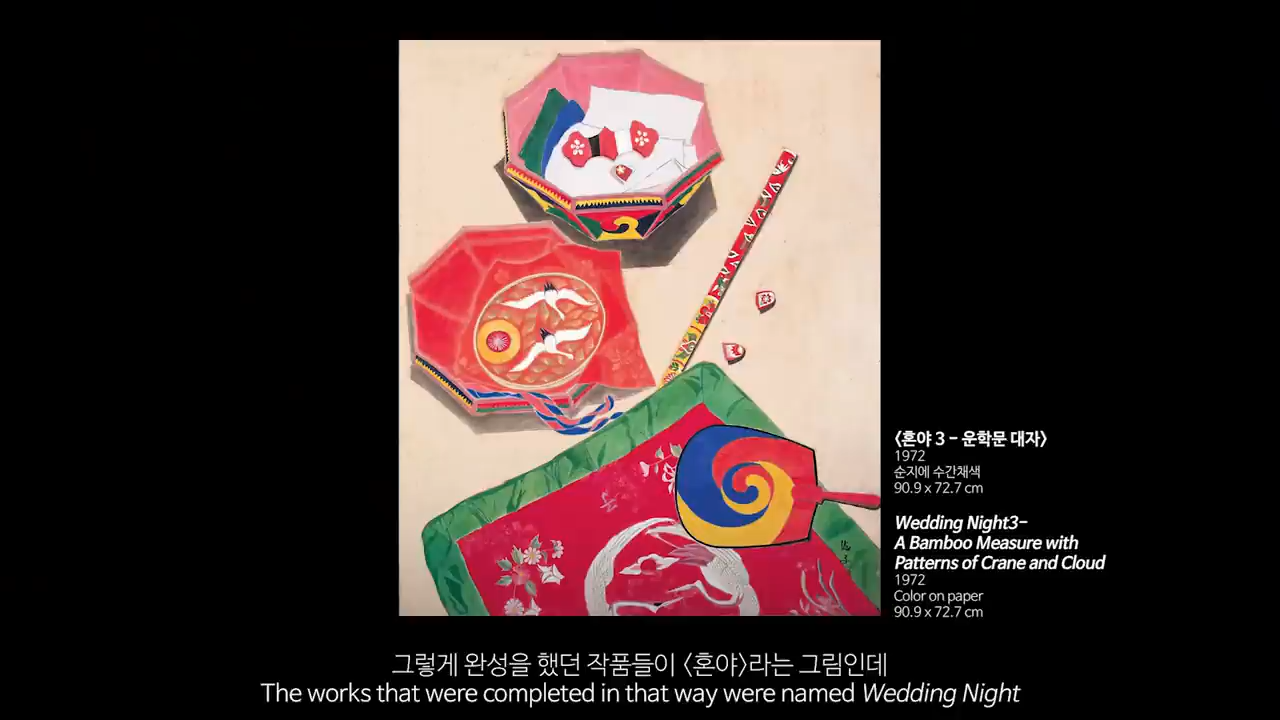 〈혼야 3 - 운학문 대자〉
1972
순지에 수간채색
90.9 x 72.7 cm
Wedding Night3-
A Bamboo Measure with
Patterns of Crane and Cloud
1972
Color on paper
90.9 x 72.7 cm
그렇게 완성을 했던 작품들이 〈혼야〉라는 그림인데
The works that were completed in that way were named Wedding Night